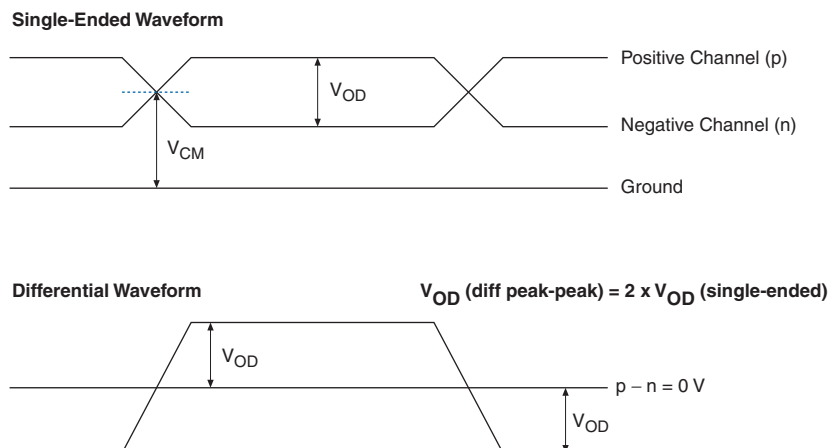 Single-Ended Waveform
Positive Channel (p)
VOD
Negative Channel (n)
VCM
Ground
Differential Waveform
VOD (diff peak-peak) = 2 x VOD (single-ended)
VOD
p − n = 0 V
VOD